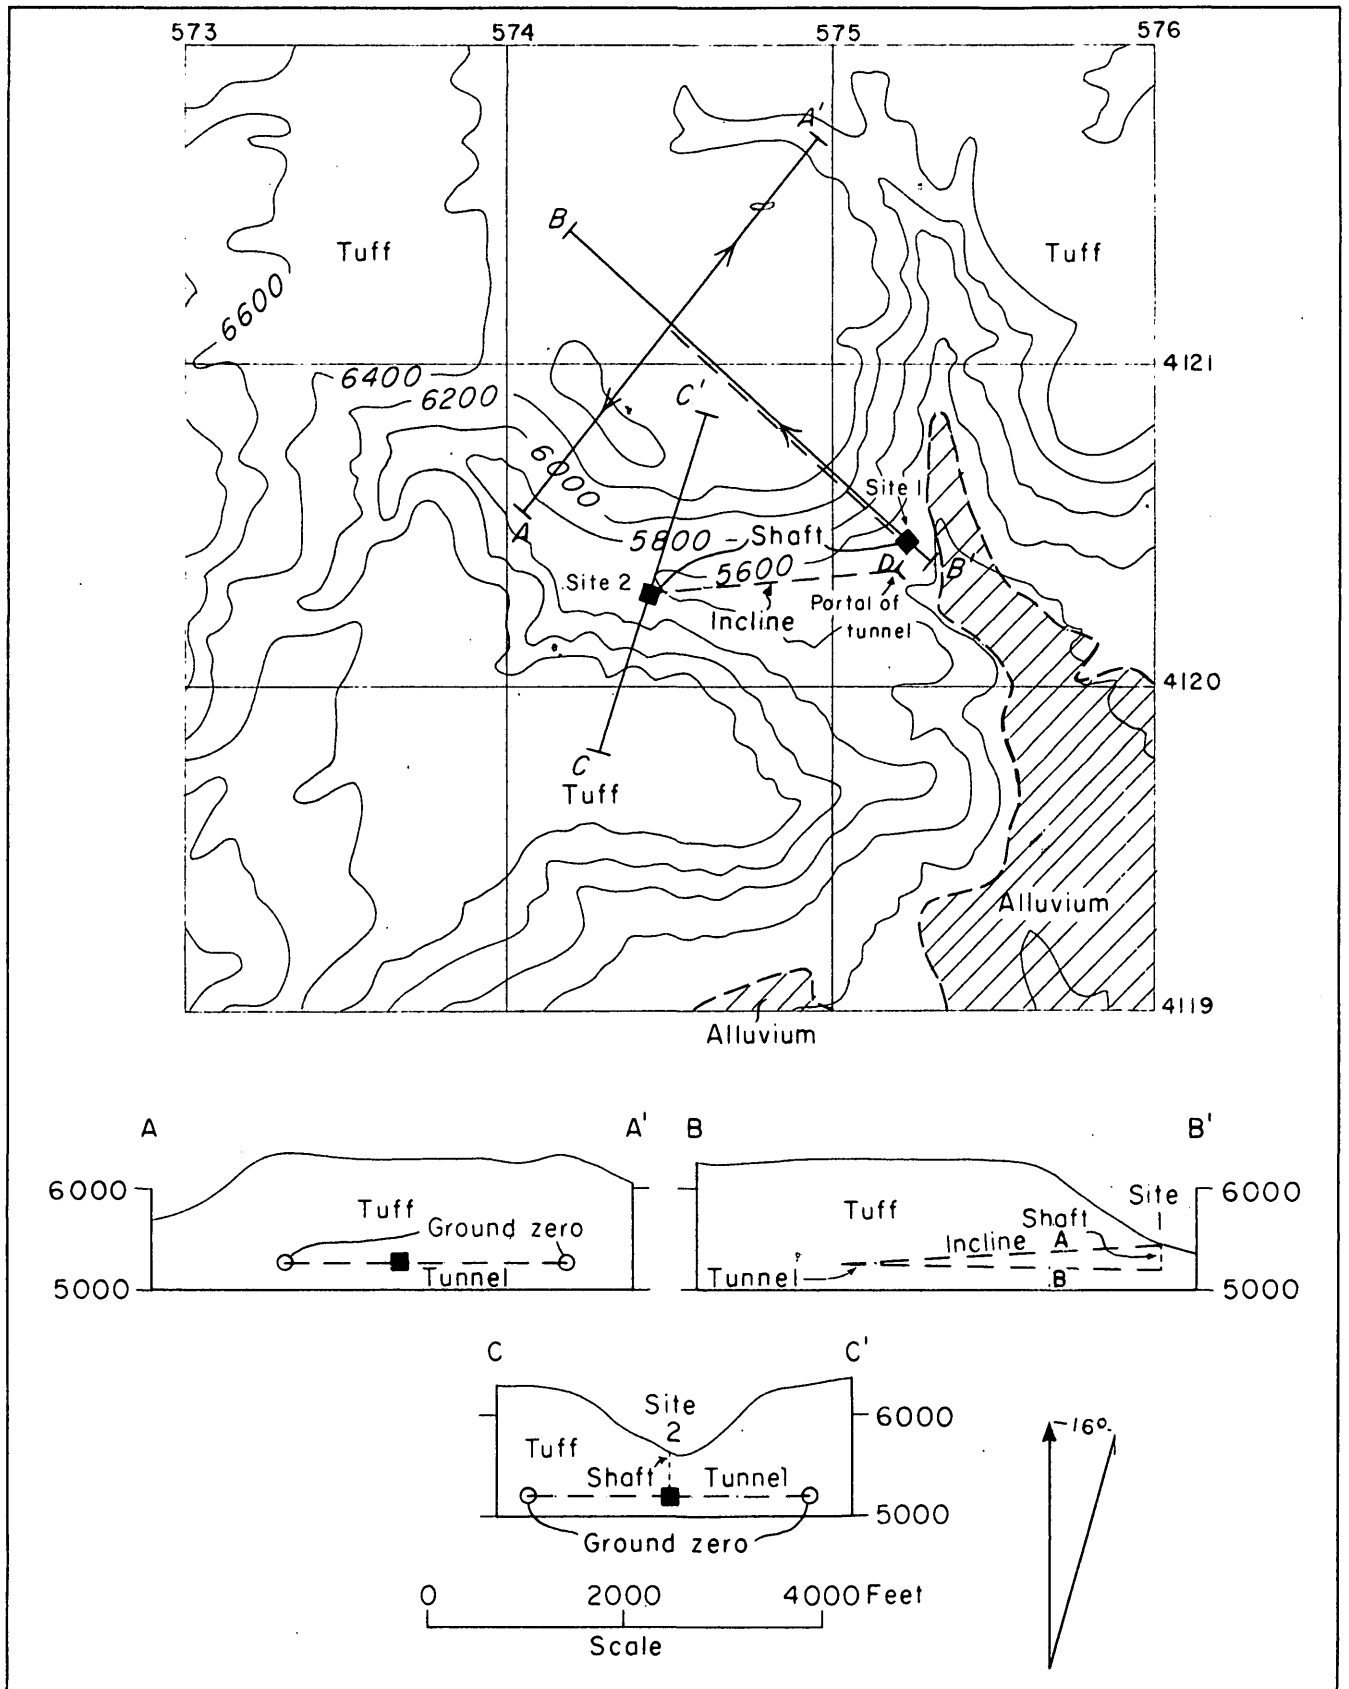 573 574 575 576
A'
B
Tuff Tuff
6600
4121
6400
6200
C'
6000
Site 1
A
5800 Shaft
Site 2
5600
D
B'
Incline
Portal of
tunnel
4120
C
Tuff
Alluvium
4119
Alluvium
A A' B B'
6000
Tuff
Ground zero
Tunnel
5000
Tuff
Site
1
Shaft
Incline A
Tunnel
B
6000
5000
C C'
Site
2
Tuff
Shaft Tunnel
6000
5000
Ground zero
16°
0 2000 4000 Feet
Scale